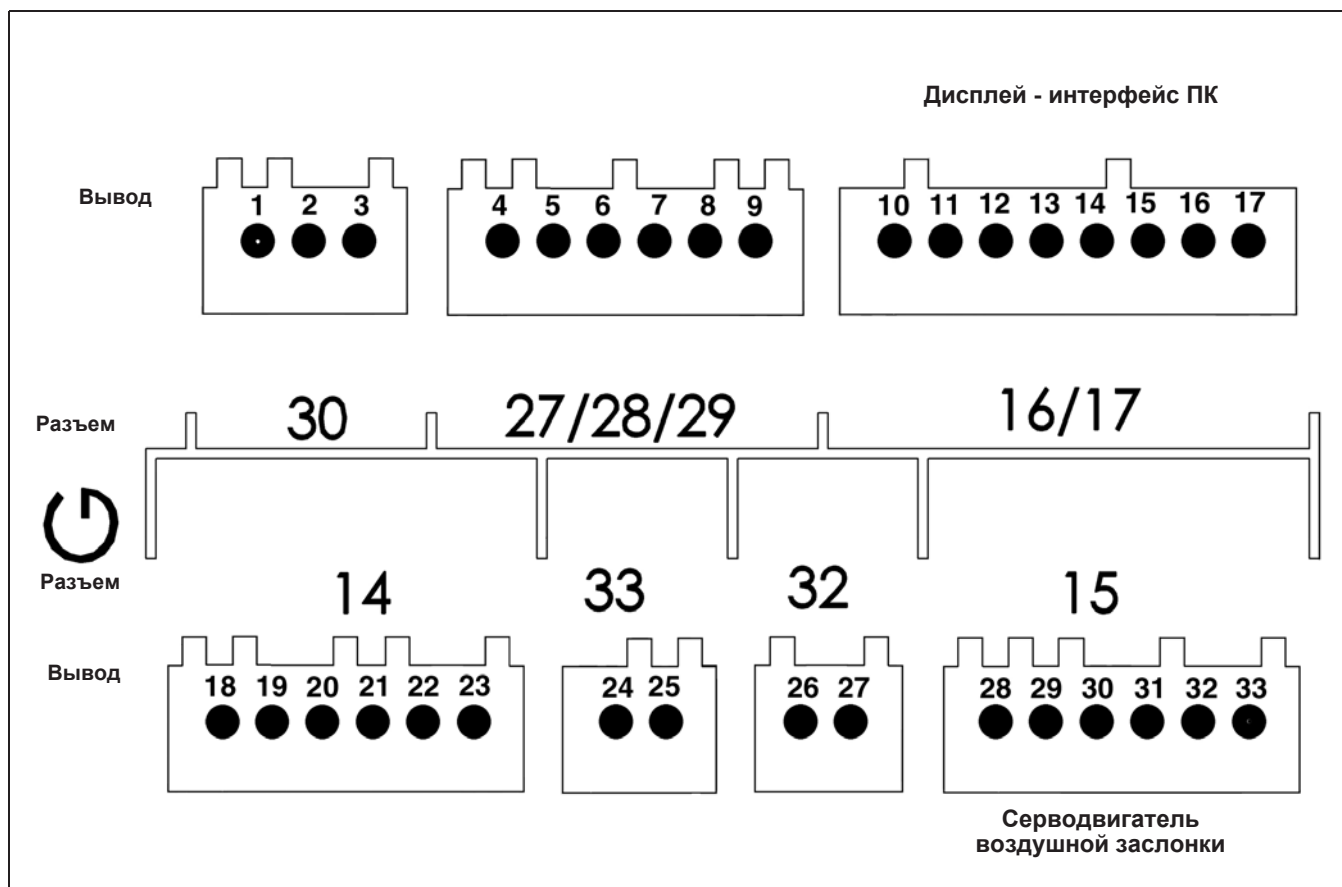 Дисплей - интерфейс ПК
Вывод
1 2 3 4 5 6 7 8 9 10 11 12 13 14 15 16 17
Разъем
30 27/28/29 16/17
Разъем
14 33 32 15
Вывод
18 19 20 21 22 23 24 25 26 27 28 29 30 31 32 33
Серводвигатель
воздушной заслонки